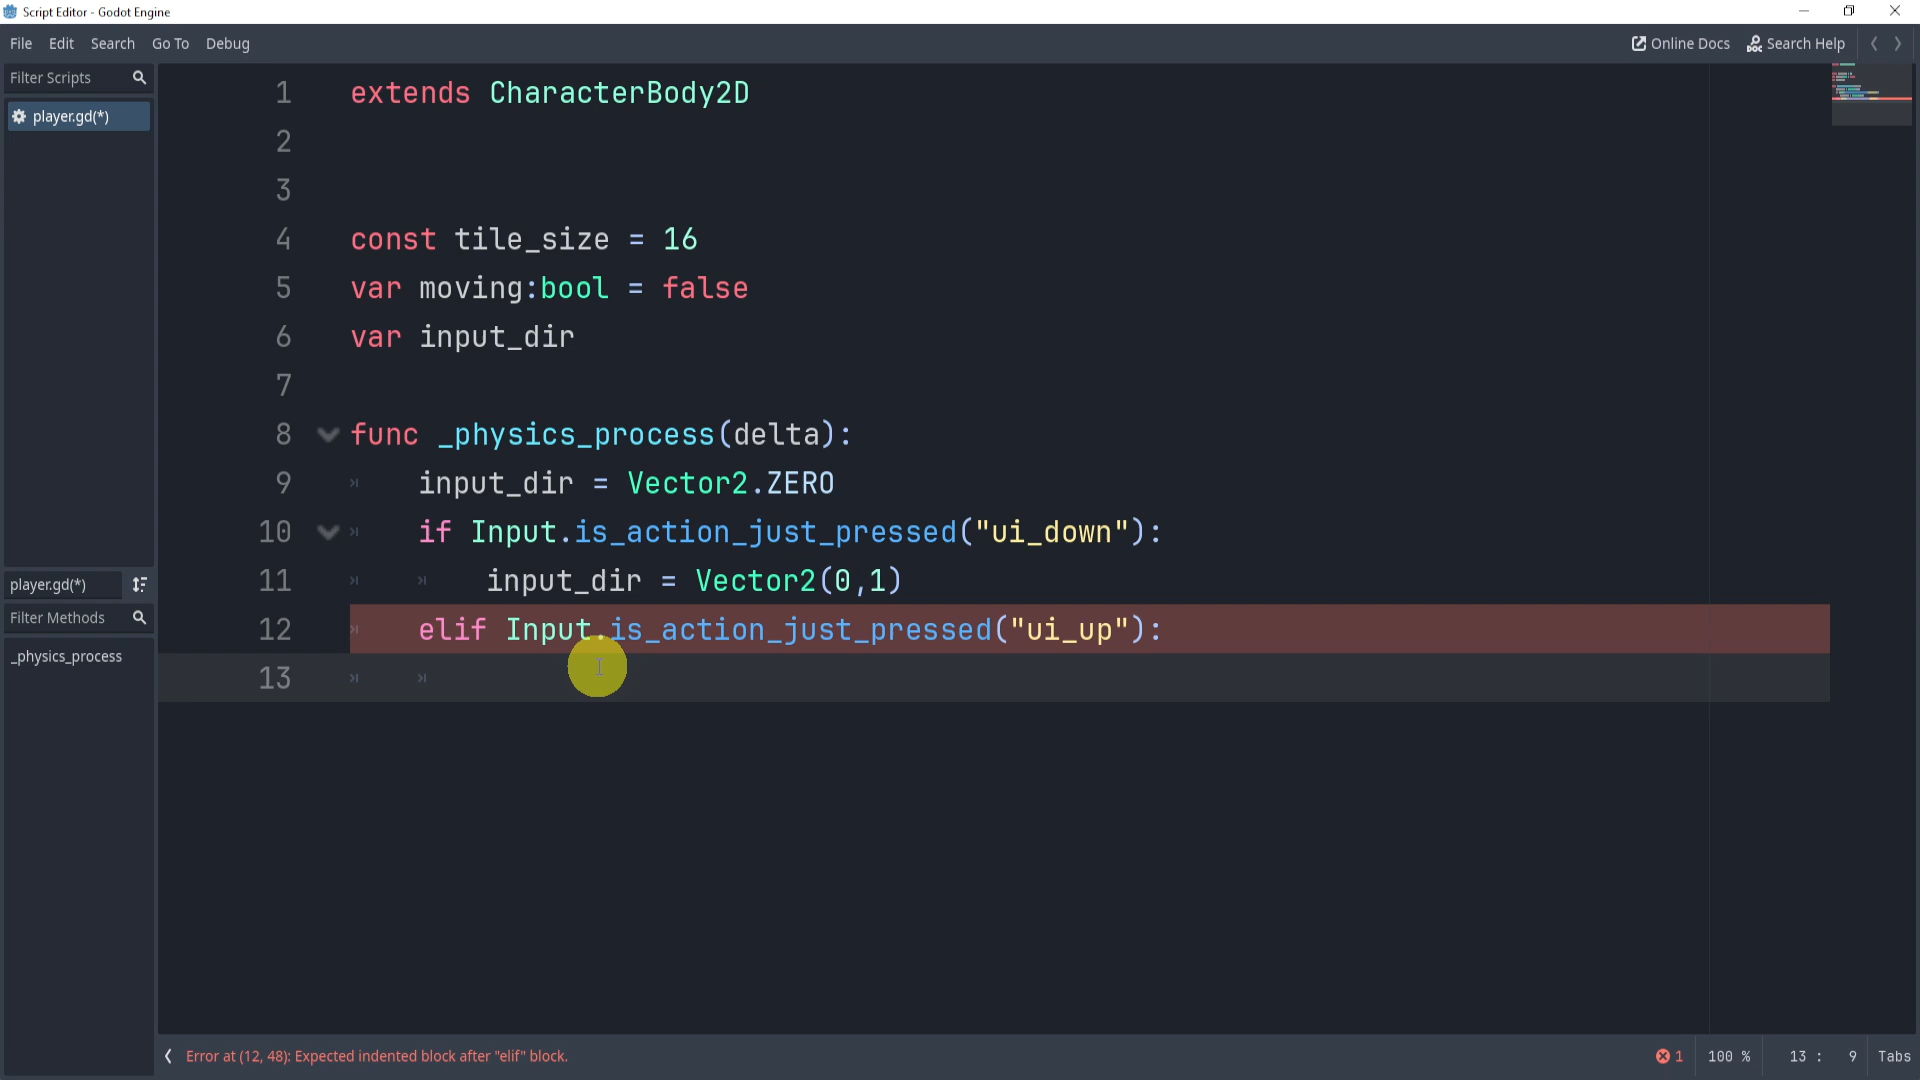 Script Editor - Godot Engine
File Edit Search Go To Debug Online Docs Search Help
Filter Scripts
player.gd(*)
1 extends CharacterBody2D
2
3
4 const tile_size = 16
5 var moving:bool = false
6 var input_dir
7
8 func _physics_process(delta):
9 input_dir = Vector2.ZERO
10 if Input.is_action_just_pressed("ui_down"):
11 input_dir = Vector2(0,1)
12 elif Input.is_action_just_pressed("ui_up"):
13
player.gd(*)
Filter Methods
_physics_process
Error at (12, 48): Expected indented block after "elif" block. 1 100 % 13 : 9 Tabs